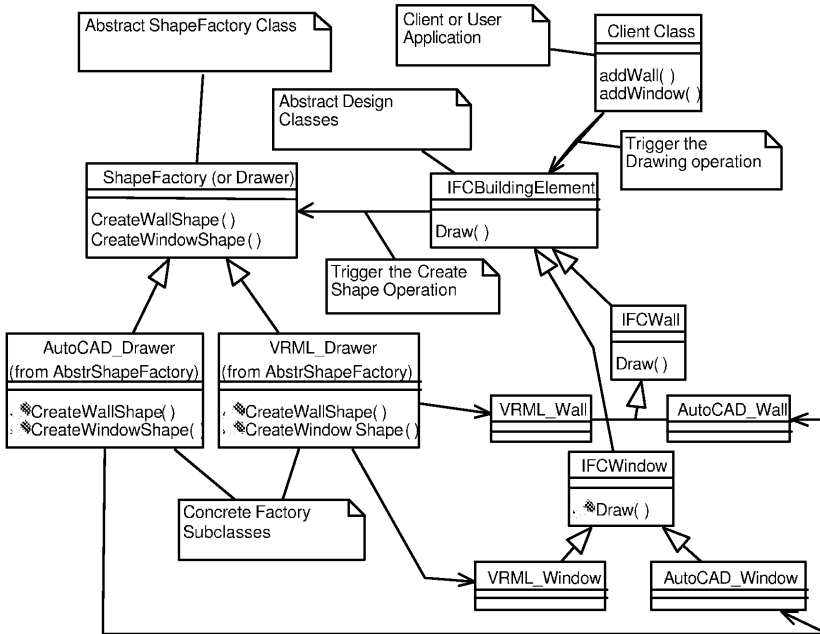 Abstract ShapeFactory Class
Client or User
Application
Client Class
addWall( )
addWindow( )
Abstract Design
Classes
Trigger the
Drawing operation
ShapeFactory (or Drawer)
CreateWallShape( )
CreateWindowShape( )
IFCBuildingElement
Draw( )
Trigger the Create
Shape Operation
IFCWall
Draw( )
AutoCAD_Drawer
(from AbstrShapeFactory)
CreateWallShape( )
CreateWindowShape( )
VRML_Drawer
(from AbstrShapeFactory)
CreateWallShape( )
CreateWindow Shape( )
VRML_Wall
AutoCAD_Wall
IFCWindow
Draw( )
Concrete Factory
Subclasses
VRML_Window
AutoCAD_Window